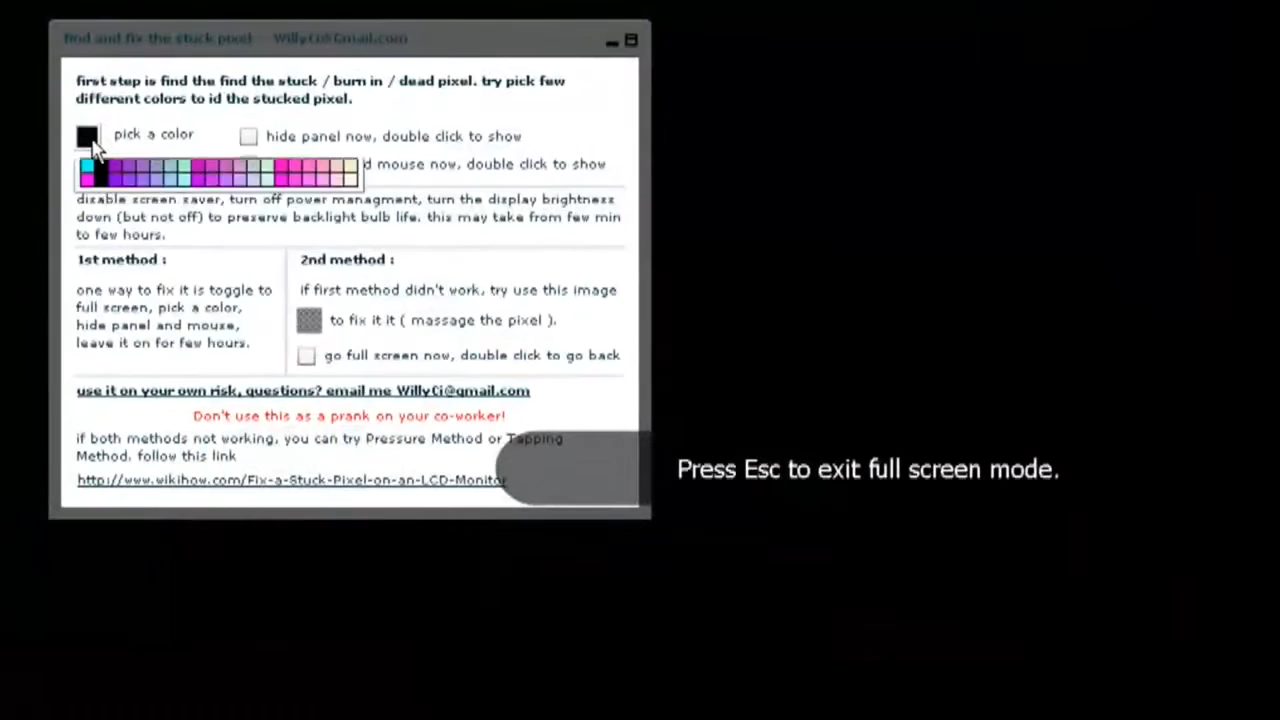 find and fix the stuck pixel - WillyCi@Gmail.com
first step is find the find the stuck / burn in / dead pixel. try pick few
different colors to id the stucked pixel.
pick a color
hide panel now, double click to show
d mouse now, double click to show
disable screen saver, turn off power managment, turn the display brightness
down (but not off) to preserve backlight bulb life. this may take from few min
to few hours.
1st method :
one way to fix it is toggle to
full screen, pick a color,
hide panel and mouse,
leave it on for few hours.
2nd method :
if first method didn't work, try use this image
to fix it it ( massage the pixel ).
go full screen now, double click to go back
use it on your own risk, questions? email me WillyCi@gmail.com
Don't use this as a prank on your co-worker!
if both methods not working, you can try Pressure Method or Tapping
Method. follow this link
http://www.wikihow.com/Fix-a-Stuck-Pixel-on-an-LCD-Monitor
Press Esc to exit full screen mode.